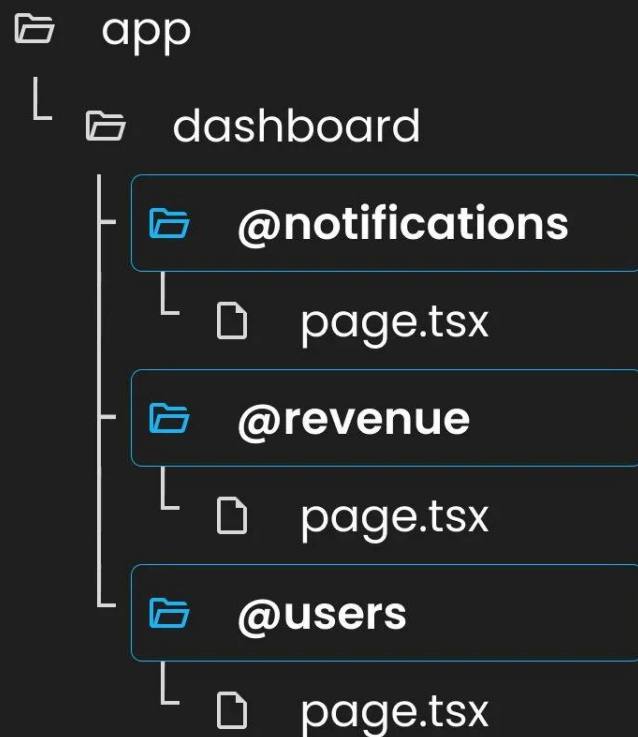 app
dashboard
@notifications
page.tsx
@revenue
page.tsx
@users
page.tsx